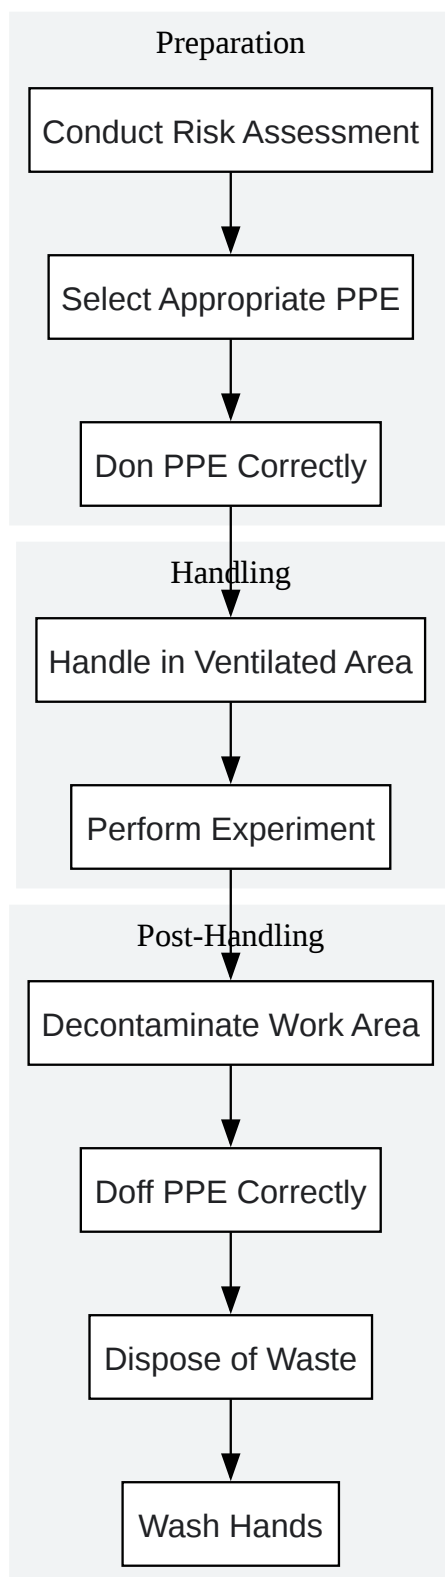 Preparation
Conduct Risk Assessment
Select Appropriate PPE
Don PPE Correctly
Handling
Handle in Ventilated Area
Perform Experiment
Post-Handling
Decontaminate Work Area
Doff PPE Correctly
Dispose of Waste
Wash Hands